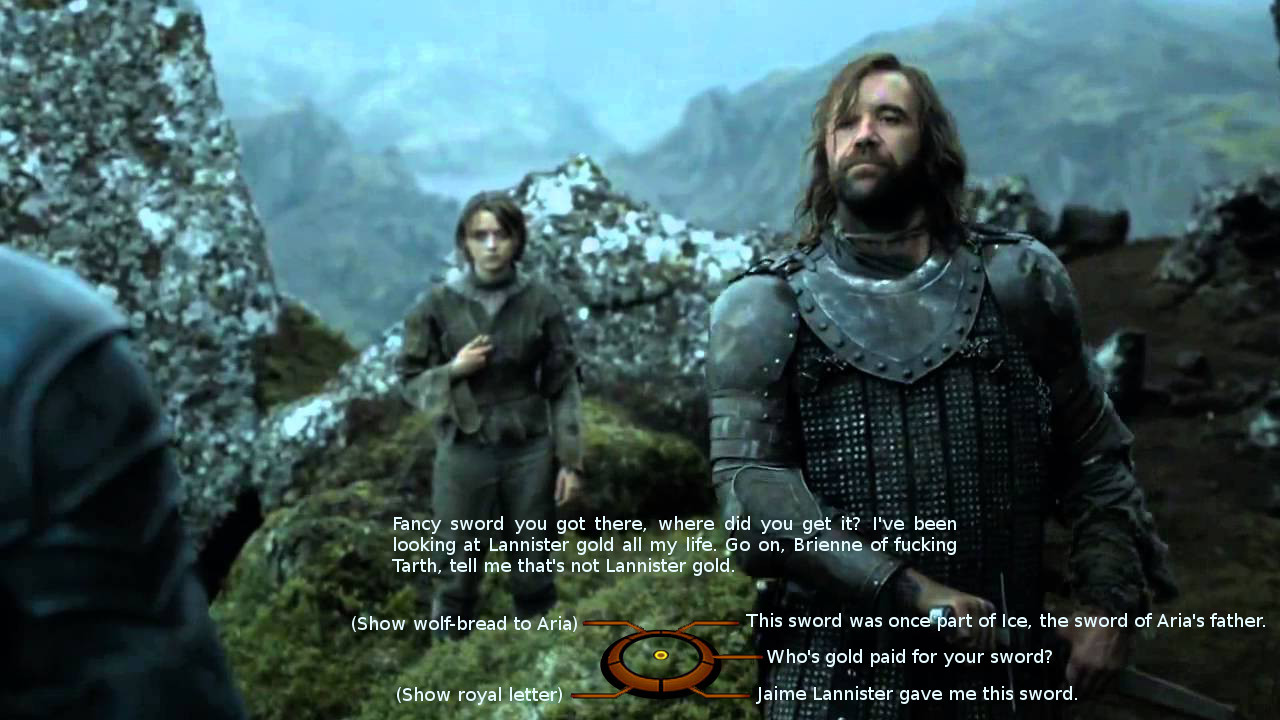 Fancy sword you got there, where did you get it? I've been
looking at Lannister gold all my life. Go on, Brienne of fucking
Tarth, tell me that's not Lannister gold.
(Show wolf-bread to Aria)
This sword was once part of Ice, the sword of Aria's father.
Who's gold paid for your sword?
(Show royal letter)
Jaime Lannister gave me this sword.